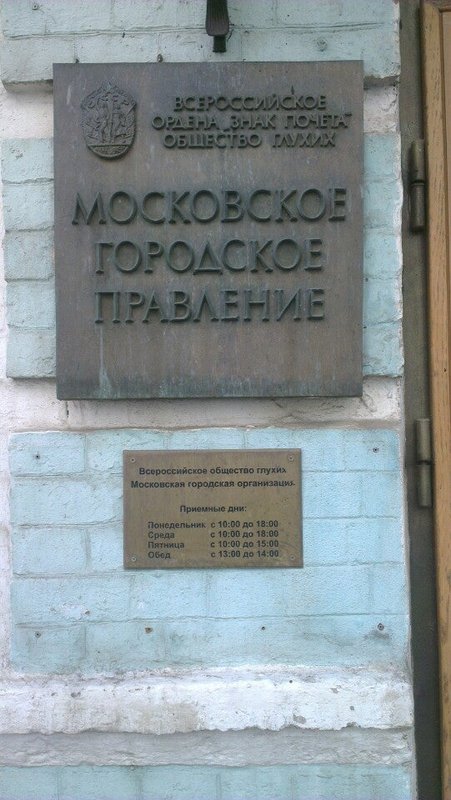 ВСЕРОССИЙСКОЕ
ОРДЕНА „ЗНАК ПОЧЕТА"
ОБЩЕСТВО ГЛУХИХ
МОСКОВСКОЕ
ГОРОДСКОЕ
ПРАВЛЕНИЕ
Всероссийское общество глухих
Московская городская организация
Приемные дни:
Понедельник с 10:00 до 18:00
Среда с 10:00 до 18:00
Пятница с 10:00 до 15:00
Обед с 13:00 до 14:00